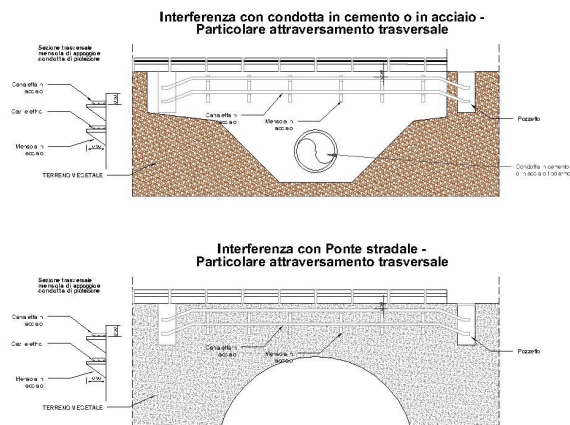 Interferenza con condotta in cemento o in acciaio -
Particolare attraversamento trasversale
Sezione trasversale
mensola di appoggio
condotta di protezione
Canaletta in
acciaio
Cavi elettrici
Mensola in
acciaio
TERRENO VEGETALE
Canaletta in
acciaio
Mensola in
acciaio
Pozzetto
Condotta in cemento
o in acciaio
Interferenza con Ponte stradale -
Particolare attraversamento trasversale
Sezione trasversale
mensola di appoggio
condotta di protezione
Canaletta in
acciaio
Cavi elettrici
Mensola in
acciaio
TERRENO VEGETALE
Canaletta in
acciaio
Mensola in
acciaio
Pozzetto